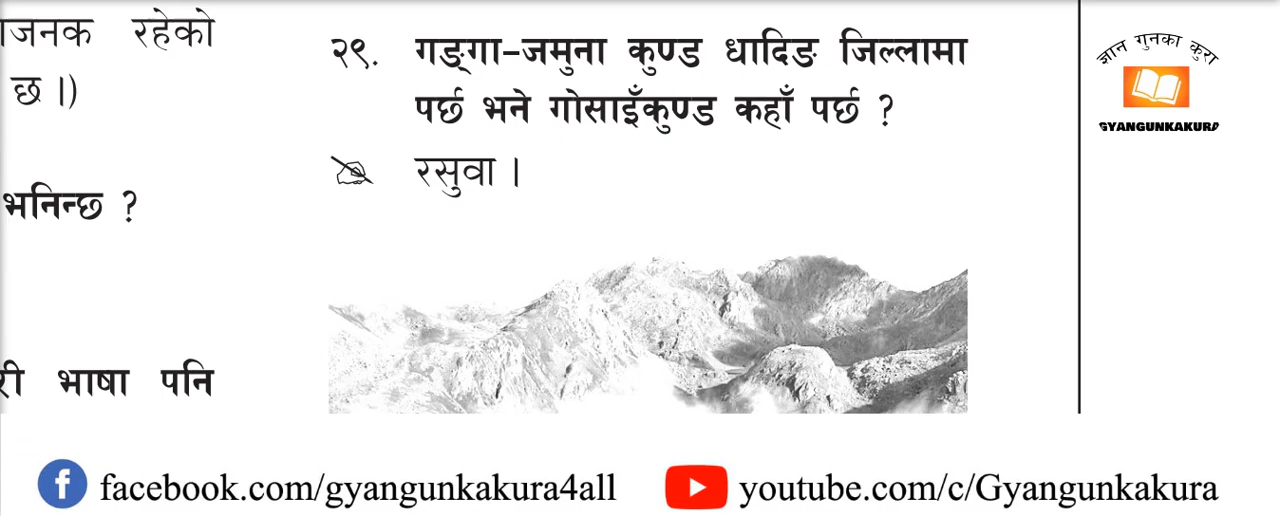 रहेको
छ ।)
भनिन्छ ?
भाषा पनि
२९. गङ्गा-जमुना कुण्ड धादिङ जिल्लामा
पर्छ भने गोसाइँकुण्ड कहाँ पर्छ ?
रसुवा ।
ज्ञान गुनका कुरा
GYANGUNKAKURA
facebook.com/gyangunkakura4all
youtube.com/c/Gyangunkakura